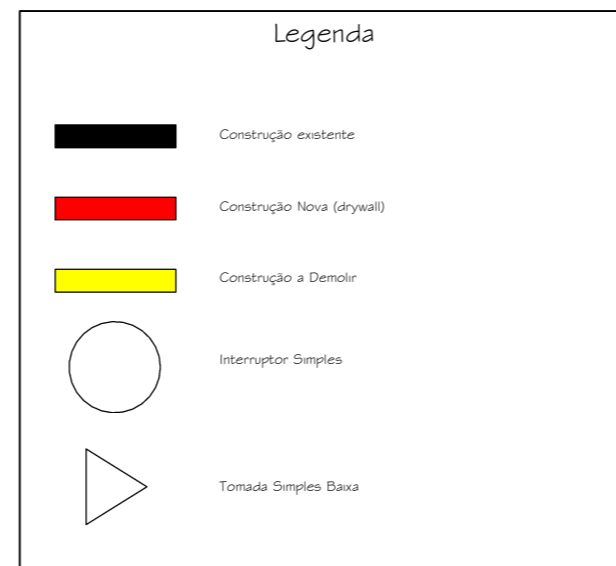 Legenda
Construção existente
Construção Nova (drywall)
Construção a Demolir
Interruptor Simples
Tomada Simples Baixa